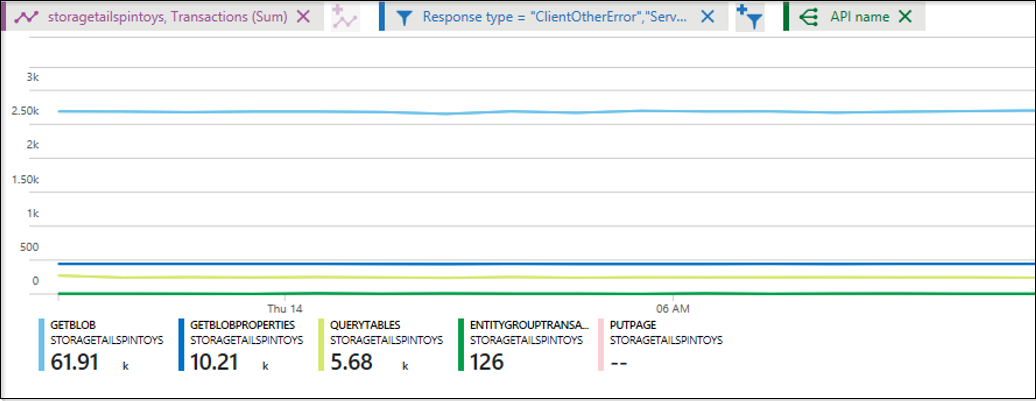 storagetailspintoys, Transactions (Sum) Response type = "ClientOtherError","Serv... API name
3k
2.50k
2k
1.50k
1k
500
0
Thu 14 06 AM
GETBLOB GETBLOBPROPERTIES QUERYTABLES ENTITYGROUPTRANSA... PUTPAGE
STORAGETAILSPINTOYS STORAGETAILSPINTOYS STORAGETAILSPINTOYS STORAGETAILSPINTOYS STORAGETAILSPINTOYS
61.91 k 10.21 k 5.68 k 126 --